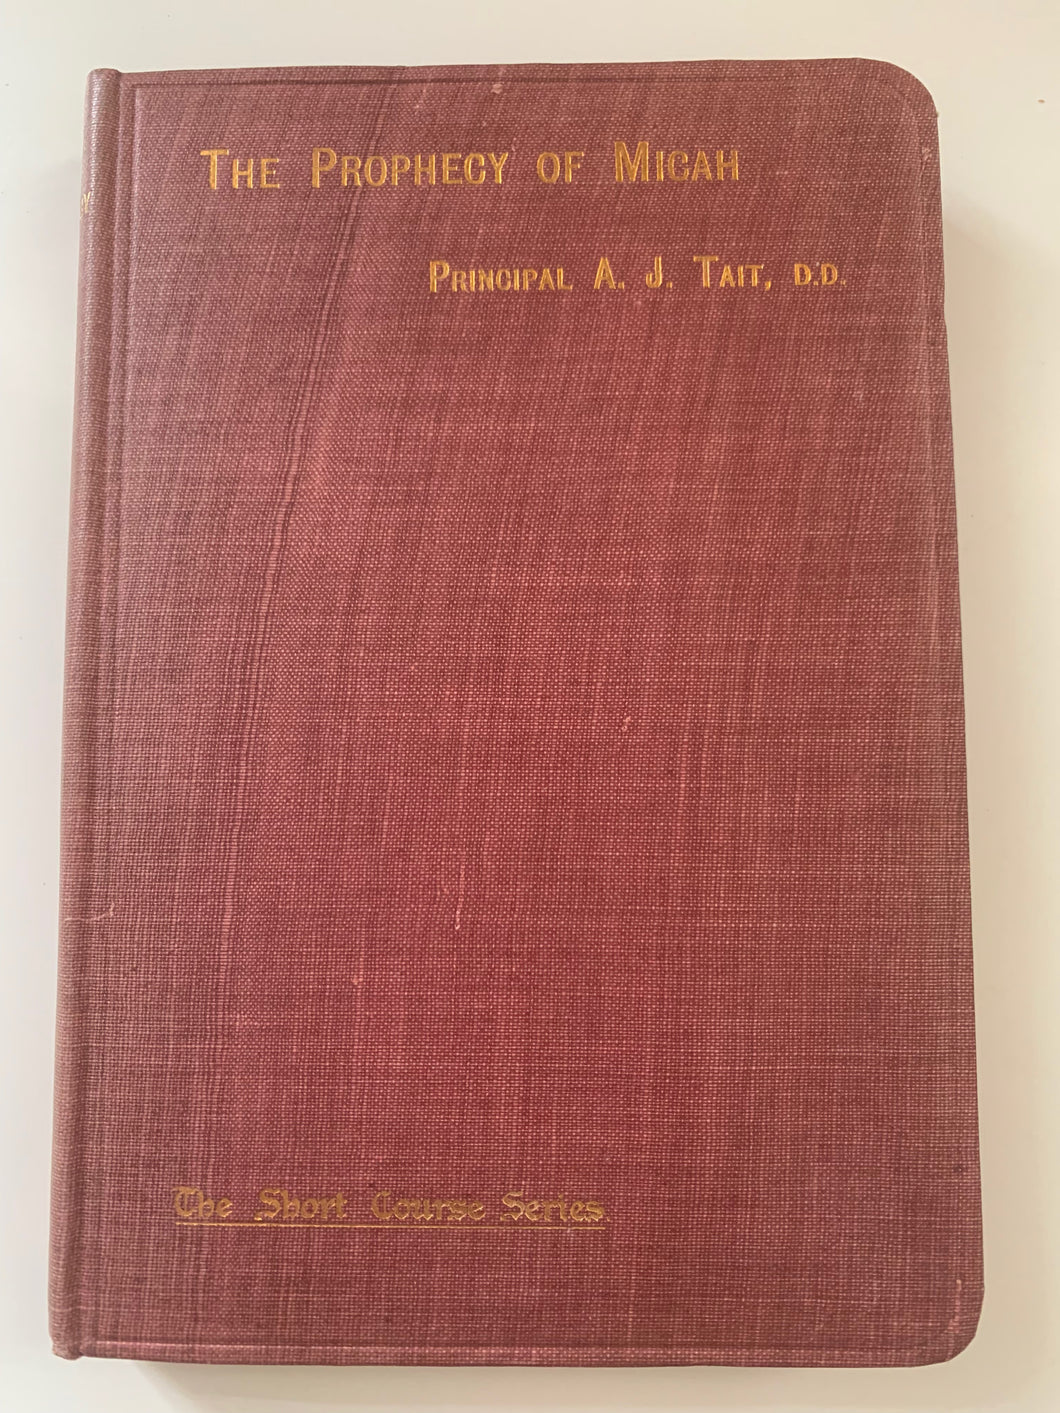 THE PROPHECY OF MICAH
PRINCIPAL A. J. TAIT, D.D.
The Short Course Series